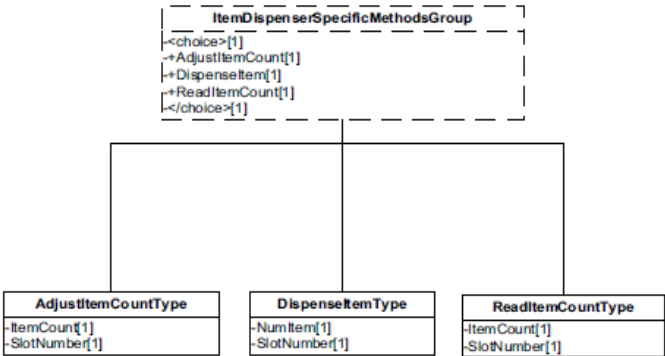 ItemDispenserSpecificMethodsGroup
-<choice>[1]
-+AdjustItemCount[1]
-+DispenseItem[1]
-+ReadItemCount[1]
-</choice>[1]
AdjustItemCountType
-ItemCount[1]
-SlotNumber[1]
DispenseItemType
-NumItem[1]
-SlotNumber[1]
ReadItemCountType
-ItemCount[1]
-SlotNumber[1]